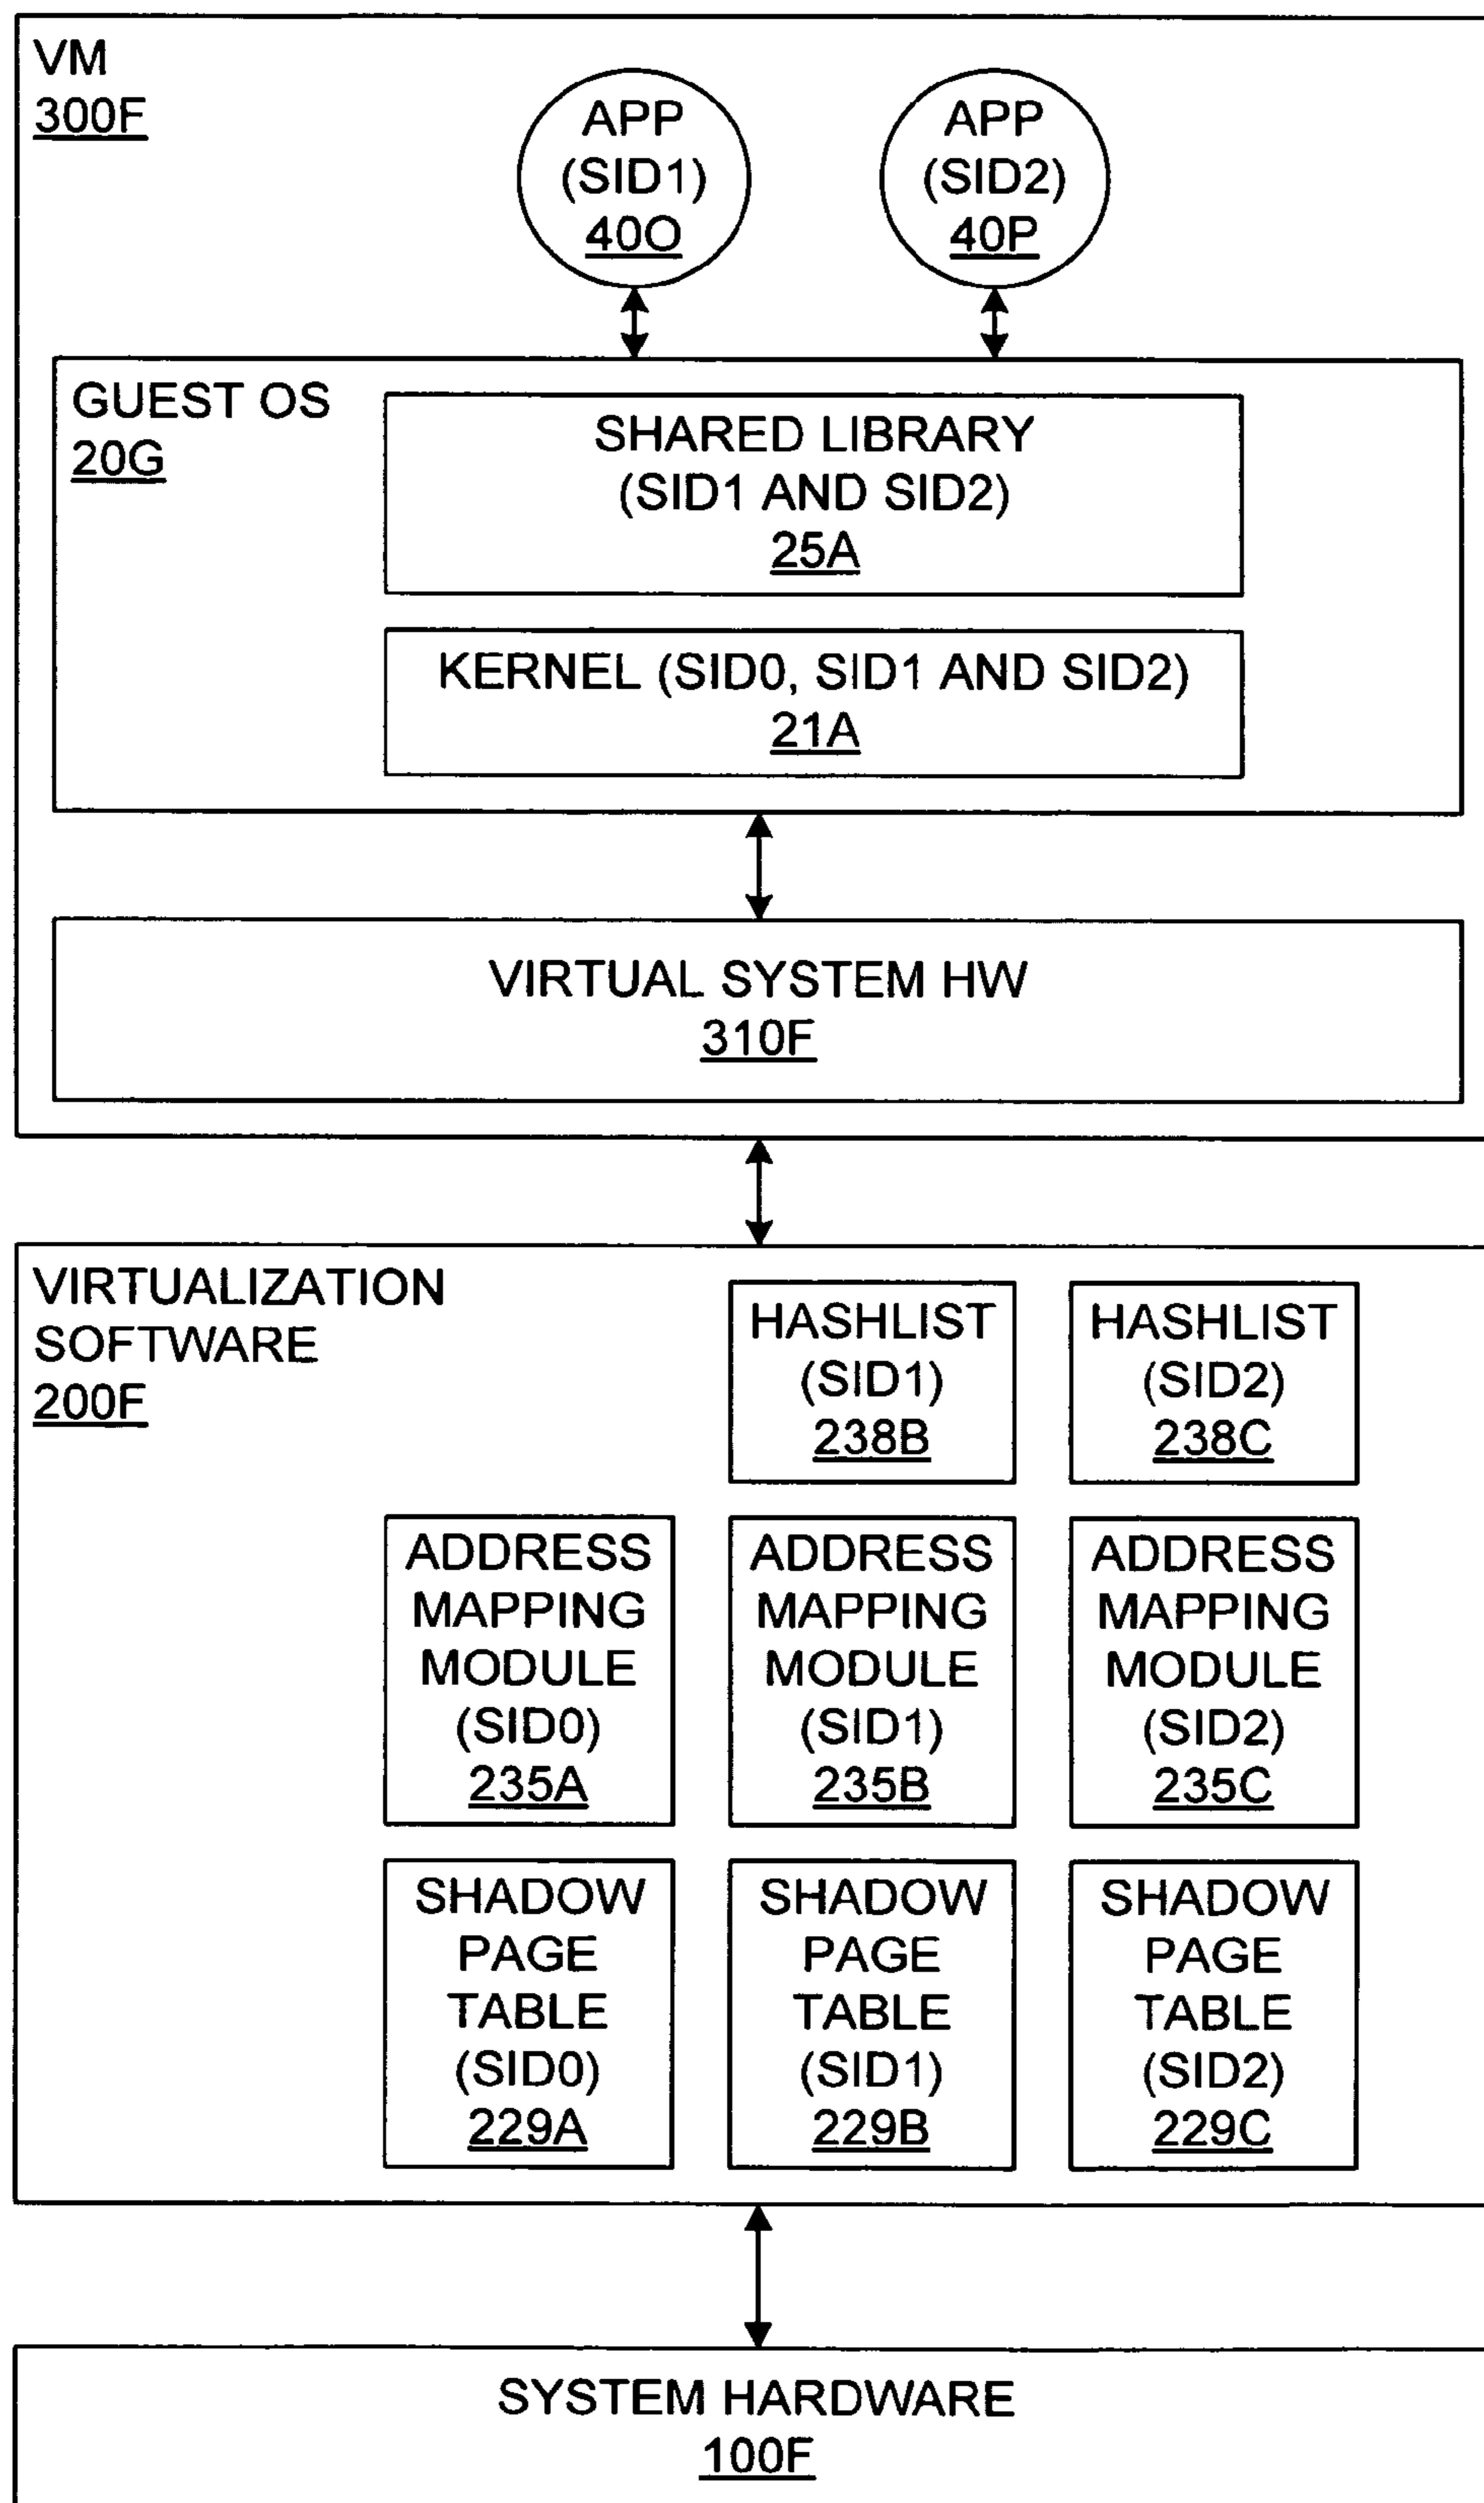 VM
300F
APP
(SID1)
40O
APP
(SID2)
40P
GUEST OS
20G
SHARED LIBRARY
(SID1 AND SID2)
25A
KERNEL (SID0, SID1 AND SID2)
21A
VIRTUAL SYSTEM HW
310F
VIRTUALIZATION
SOFTWARE
200F
HASHLIST
(SID1)
238B
HASHLIST
(SID2)
238C
ADDRESS
MAPPING
MODULE
(SID0)
235A
ADDRESS
MAPPING
MODULE
(SID1)
235B
ADDRESS
MAPPING
MODULE
(SID2)
235C
SHADOW
PAGE
TABLE
(SID0)
229A
SHADOW
PAGE
TABLE
(SID1)
229B
SHADOW
PAGE
TABLE
(SID2)
229C
SYSTEM HARDWARE
100F